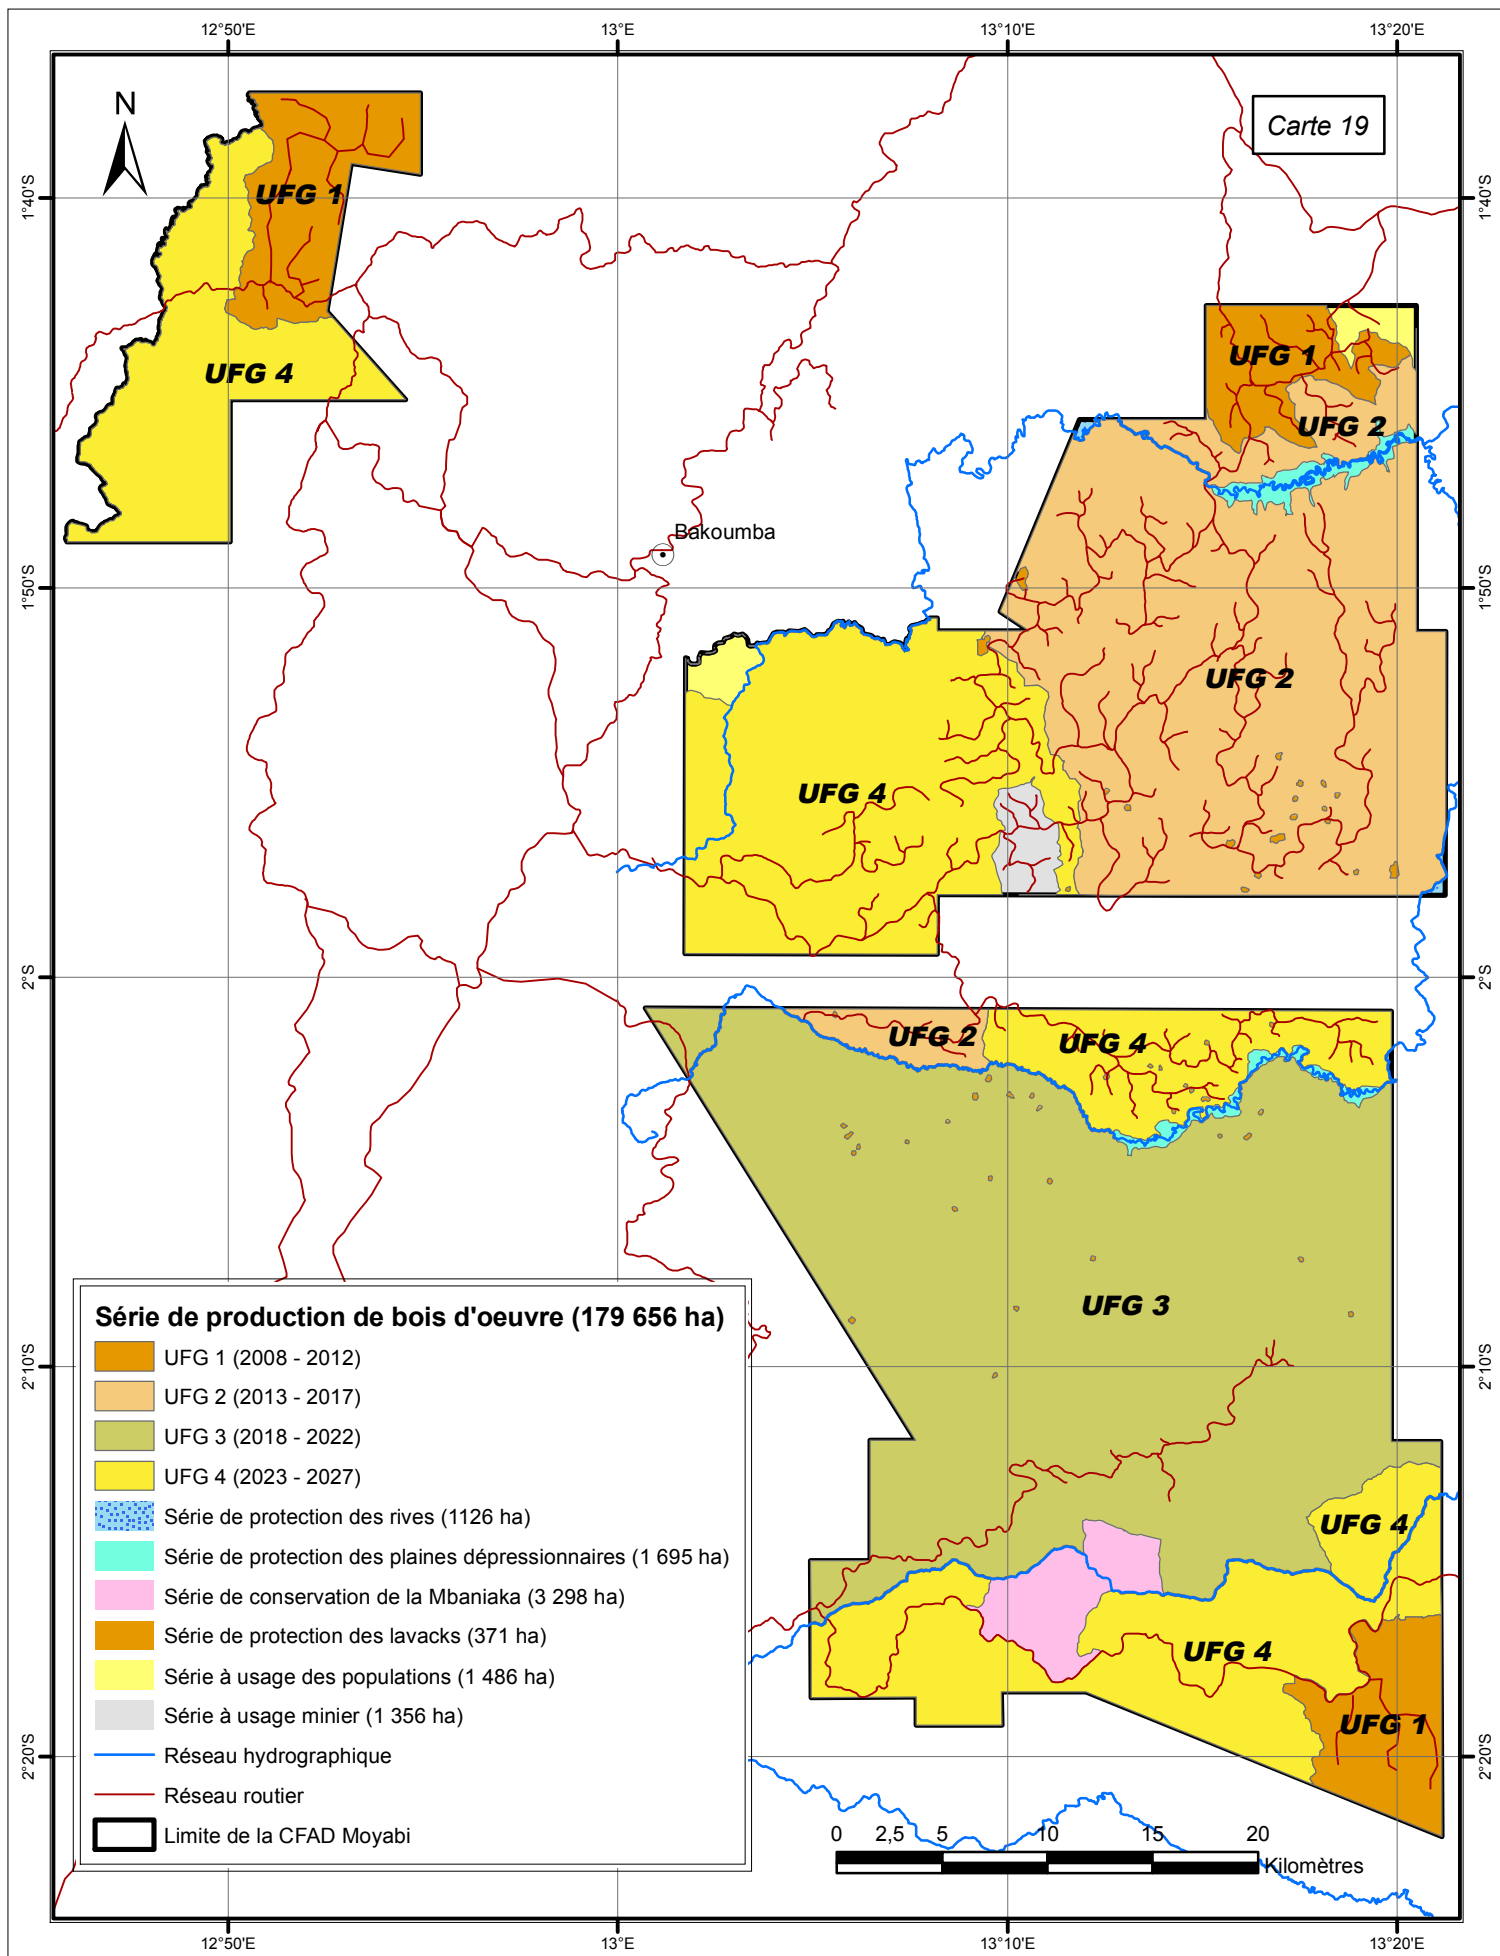 12°50'E
13°E
13°10'E
13°20'E
N
Carte 19
1°40'S
1°40'S
UFG 1
UFG 4
UFG 1
UFG 2
Bakoumba
1°50'S
1°50'S
UFG 2
UFG 4
2°S
2°S
UFG 2
UFG 4
UFG 3
2°10'S
2°10'S
UFG 4
UFG 4
UFG 1
2°20'S
2°20'S
Série de production de bois d'oeuvre (179 656 ha)
UFG 1 (2008 - 2012)
UFG 2 (2013 - 2017)
UFG 3 (2018 - 2022)
UFG 4 (2023 - 2027)
Série de protection des rives (1126 ha)
Série de protection des plaines dépressionnaires (1 695 ha)
Série de conservation de la Mbaniaka (3 298 ha)
Série de protection des lavacks (371 ha)
Série à usage des populations (1 486 ha)
Série à usage minier (1 356 ha)
Réseau hydrographique
Réseau routier
Limite de la CFAD Moyabi
0 2,5 5 10 15 20
Kilomètres
12°50'E
13°E
13°10'E
13°20'E